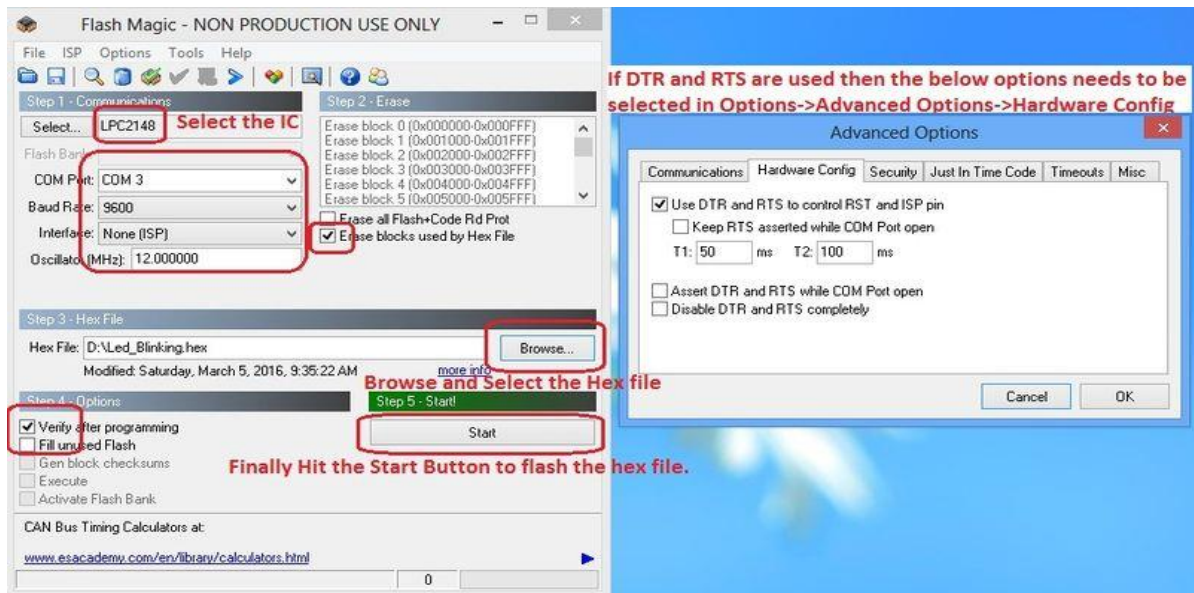 Flash Magic - NON PRODUCTION USE ONLY
File ISP Options Tools Help
Step 1 - Communications
Select... LPC2148 Select the IC
Flash Bank:
COM Port: COM 3
Baud Rate: 9600
Interface: None (ISP)
Oscillator (MHz): 12.000000
Step 2 - Erase
Erase block 0 (0x000000-0x000FFF)
Erase block 1 (0x001000-0x001FFF)
Erase block 2 (0x002000-0x002FFF)
Erase block 3 (0x003000-0x003FFF)
Erase block 4 (0x004000-0x004FFF)
Erase block 5 (0x005000-0x005FFF)
Erase all Flash+Code Rd Prot
Erase blocks used by Hex File
Step 3 - Hex File
Hex File: D:\Led_Blinking.hex Browse...
Modified: Saturday, March 5, 2016, 9:35:22 AM more info
Browse and Select the Hex file
Step 4 - Options
Verify after programming
Fill unused Flash
Gen block checksums
Execute
Activate Flash Bank
Step 5 - Start!
Start
Finally Hit the Start Button to flash the hex file.
CAN Bus Timing Calculators at:
www.esacademy.com/en/library/calculators.html
0
If DTR and RTS are used then the below options needs to be
selected in Options->Advanced Options->Hardware Config
Advanced Options
Communications Hardware Config Security Just In Time Code Timeouts Misc
Use DTR and RTS to control RST and ISP pin
Keep RTS asserted while COM Port open
T1: 50 ms T2: 100 ms
Assert DTR and RTS while COM Port open
Disable DTR and RTS completely
Cancel OK